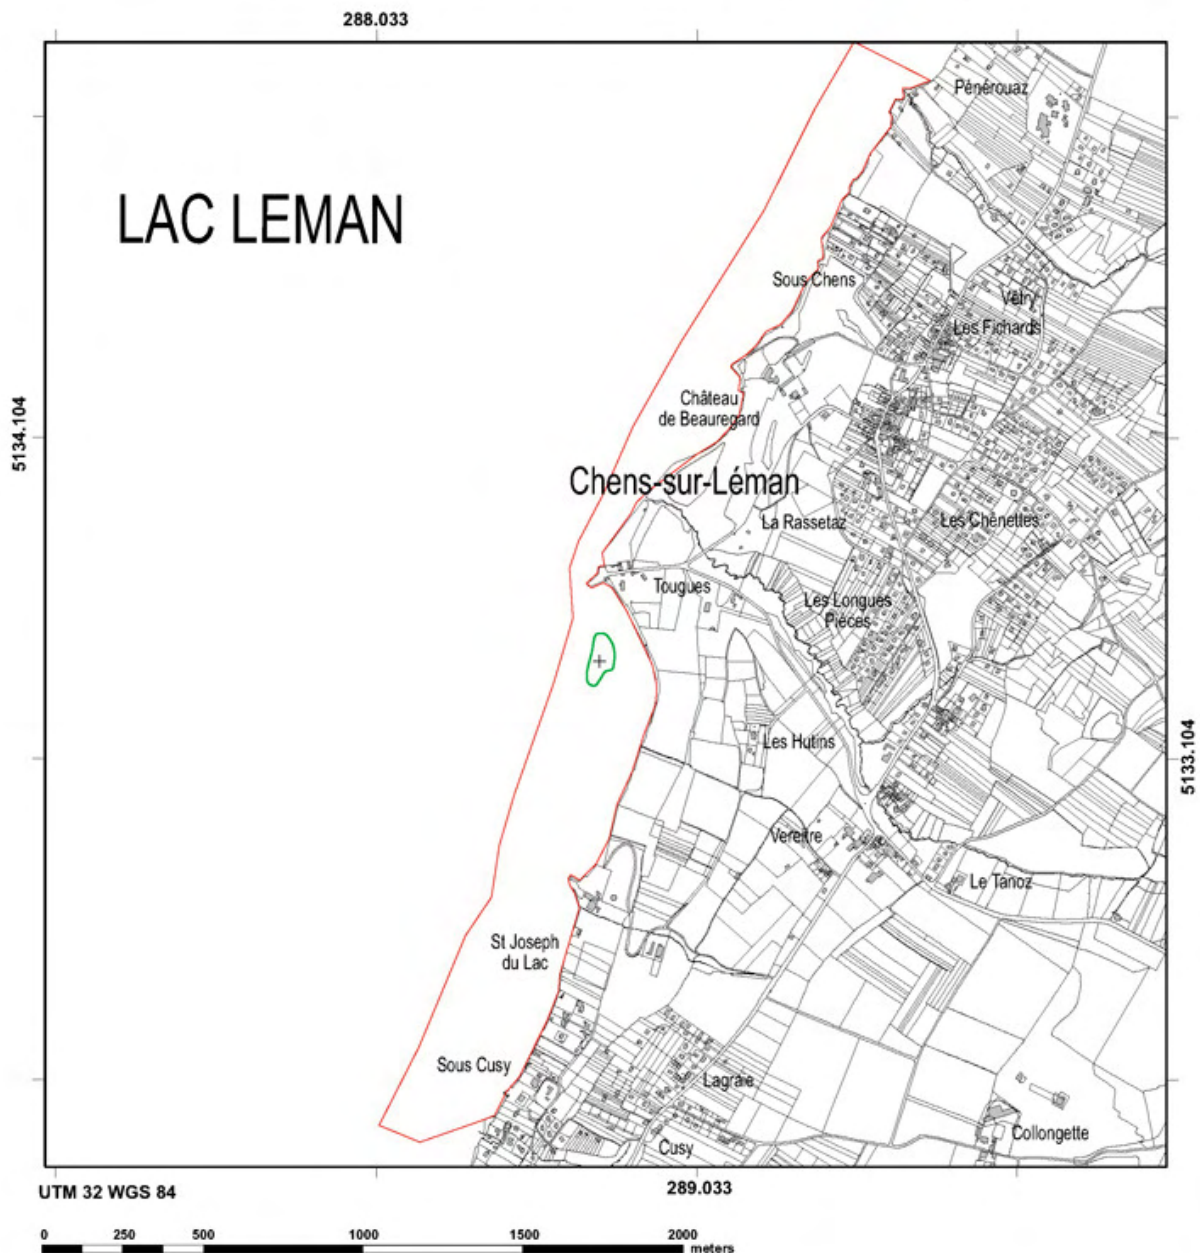 288.033
Pénérouaz
LAC LEMAN
Sous Chens
Vétry
Les Fichards
Château
de Beauregard
5134.104
Chens-sur-Léman
La Rassetaz
Les Chênettes
Tougues
Les Longues
Pièces
Les Hutins
5133.104
Vereitre
Le Tanoz
St Joseph
du Lac
Sous Cusy
Lagraie
Collongette
Cusy
UTM 32 WGS 84
289.033
0 250 500 1000 1500 2000
meters